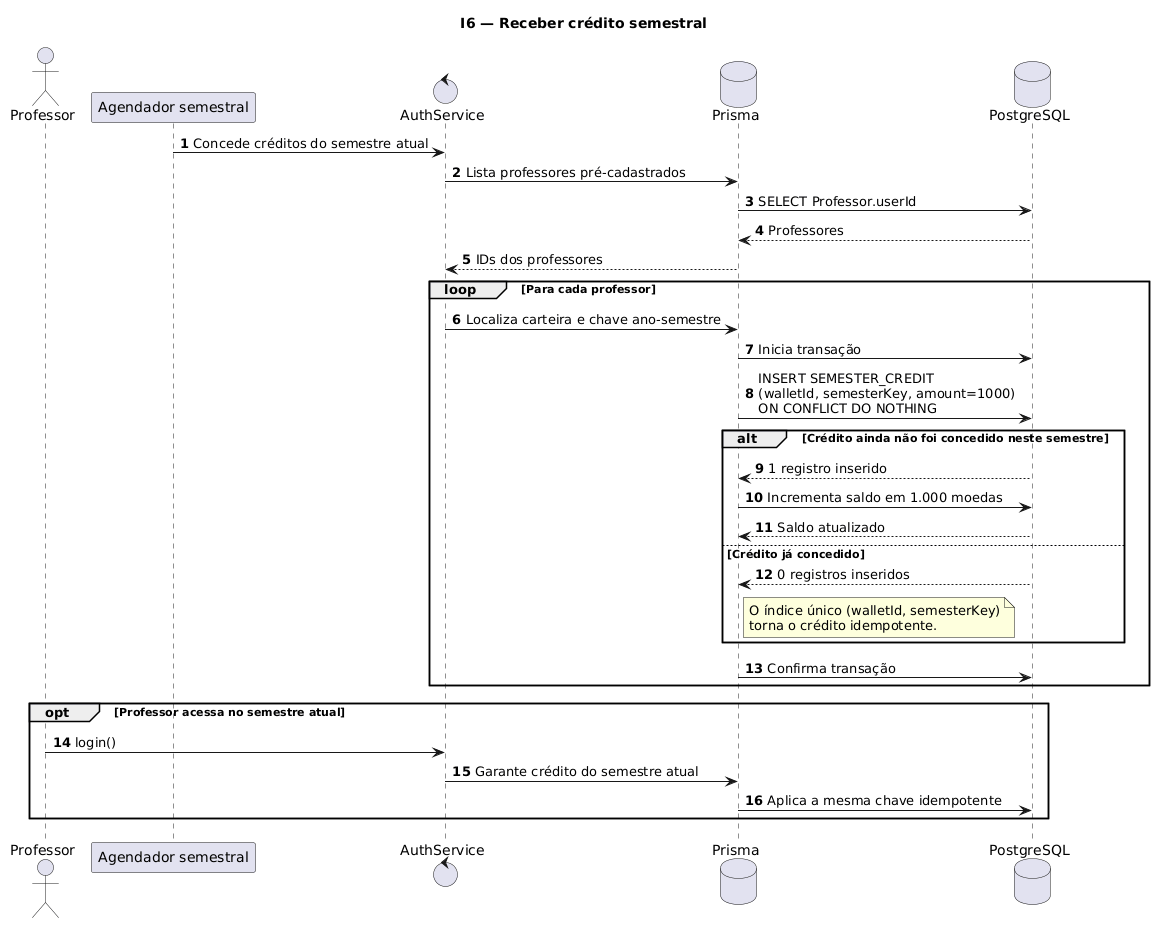 I6 — Receber crédito semestral
Professor
Agendador semestral
AuthService
Prisma
PostgreSQL
1 Concede créditos do semestre atual
2 Lista professores pré-cadastrados
3 SELECT Professor.userId
4 Professores
5 IDs dos professores
loop [Para cada professor]
6 Localiza carteira e chave ano-semestre
7 Inicia transação
INSERT SEMESTER_CREDIT
8 (walletId, semesterKey, amount=1000)
ON CONFLICT DO NOTHING
alt [Crédito ainda não foi concedido neste semestre]
9 1 registro inserido
10 Incrementa saldo em 1.000 moedas
11 Saldo atualizado
[Crédito já concedido]
12 0 registros inseridos
O índice único (walletId, semesterKey)
torna o crédito idempotente.
13 Confirma transação
opt [Professor acessa no semestre atual]
14 login()
15 Garante crédito do semestre atual
16 Aplica a mesma chave idempotente
Professor
Agendador semestral
AuthService
Prisma
PostgreSQL